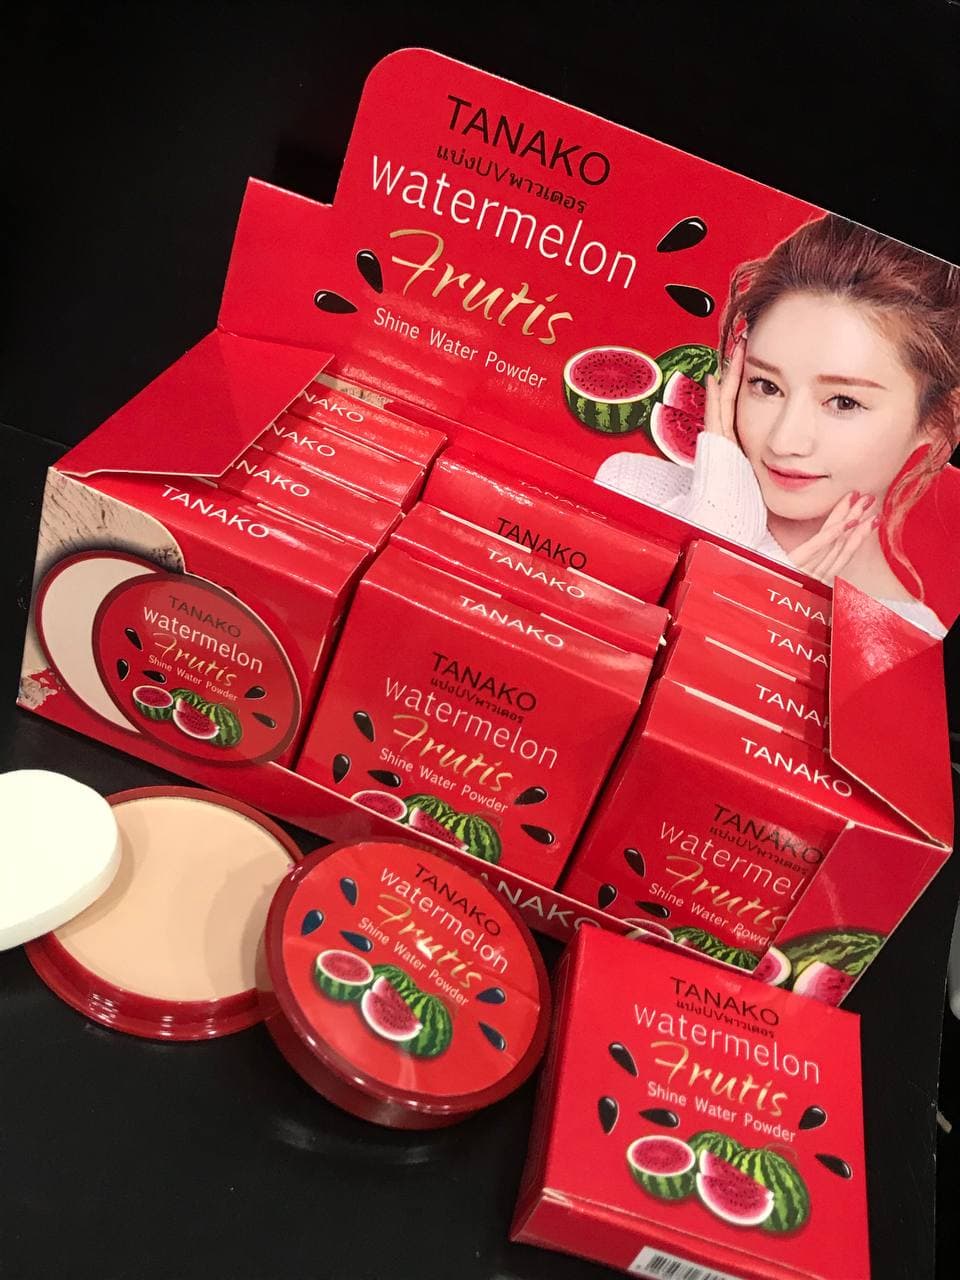 TANAKO
แป้งUVพาวเดอร
watermelon
Frutis
Shine Water Powder
TANAKO
TANAKO
TANAKO
TANAKO
TANAKO
watermelon
Frutis
Shine Water Powder
TANAKO
TANAKO
TANAKO
TANAKO
TANAKO
แป้งUVพาวเดอร
watermelon
Frutis
Shine Water Powder
TANAKO
TANAKO
แป้งUVพาวเดอร
Frutis
Shine Water
TANAKO
TANAKO
watermelon
Frutis
Shine Water Powder
TANAKO
แป้งUVพาวเดอร
watermelon
Frutis
Shine Water Powder